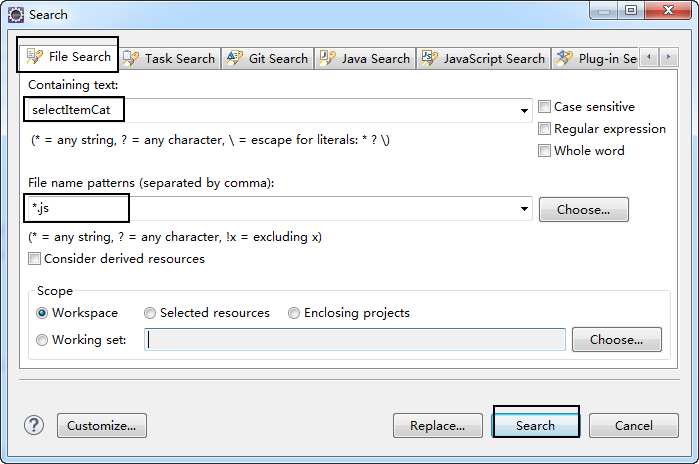 Search
File Search Task Search Git Search Java Search JavaScript Search Plug-in Se
Containing text:
selectItemCat
Case sensitive
(* = any string, ? = any character, \ = escape for literals: * ? \)
Regular expression
Whole word
File name patterns (separated by comma):
*.js
Choose...
(* = any string, ? = any character, !x = excluding x)
Consider derived resources
Scope
Workspace Selected resources Enclosing projects
Working set: Choose...
? Customize... Replace... Search Cancel